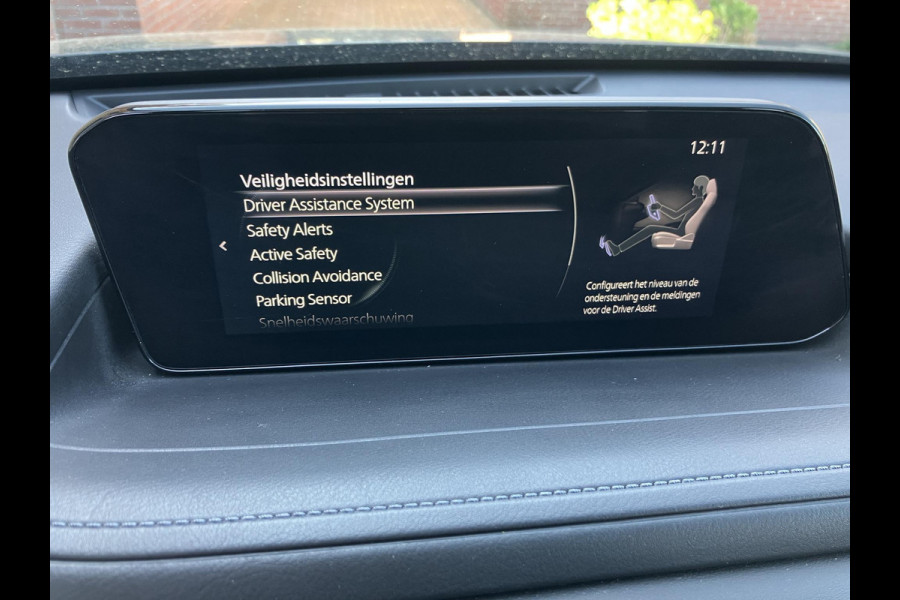 12:11
Veiligheidsinstellingen
Driver Assistance System
Safety Alerts
Active Safety
Collision Avoidance
Parking Sensor
Snelheidswaarschuwing
Configureert het niveau van de
ondersteuning en de meldingen
voor de Driver Assist.